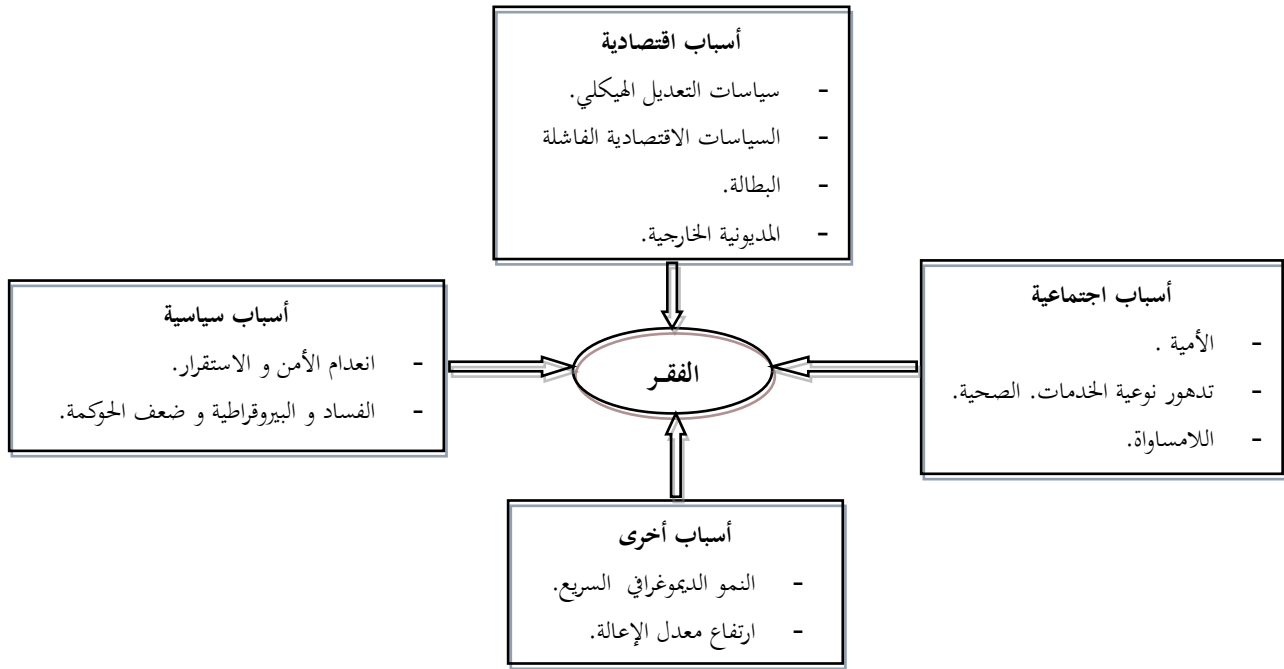 أسباب اقتصادية
- سياسات التعديل الهيكلي.
- السياسات الاقتصادية الفاشلة
- البطالة.
- المديونية الخارجية.
أسباب اجتماعية
- الأمية .
- تدهور نوعية الخدمات. الصحية.
- اللامساواة.
الفقـر
أسباب سياسية
- انعدام الأمن و الاستقرار.
- الفساد و البيروقراطية و ضعف الحوكمة.
أسباب أخرى
- النمو الديموغرافي السريع.
- ارتفاع معدل الإعالة.